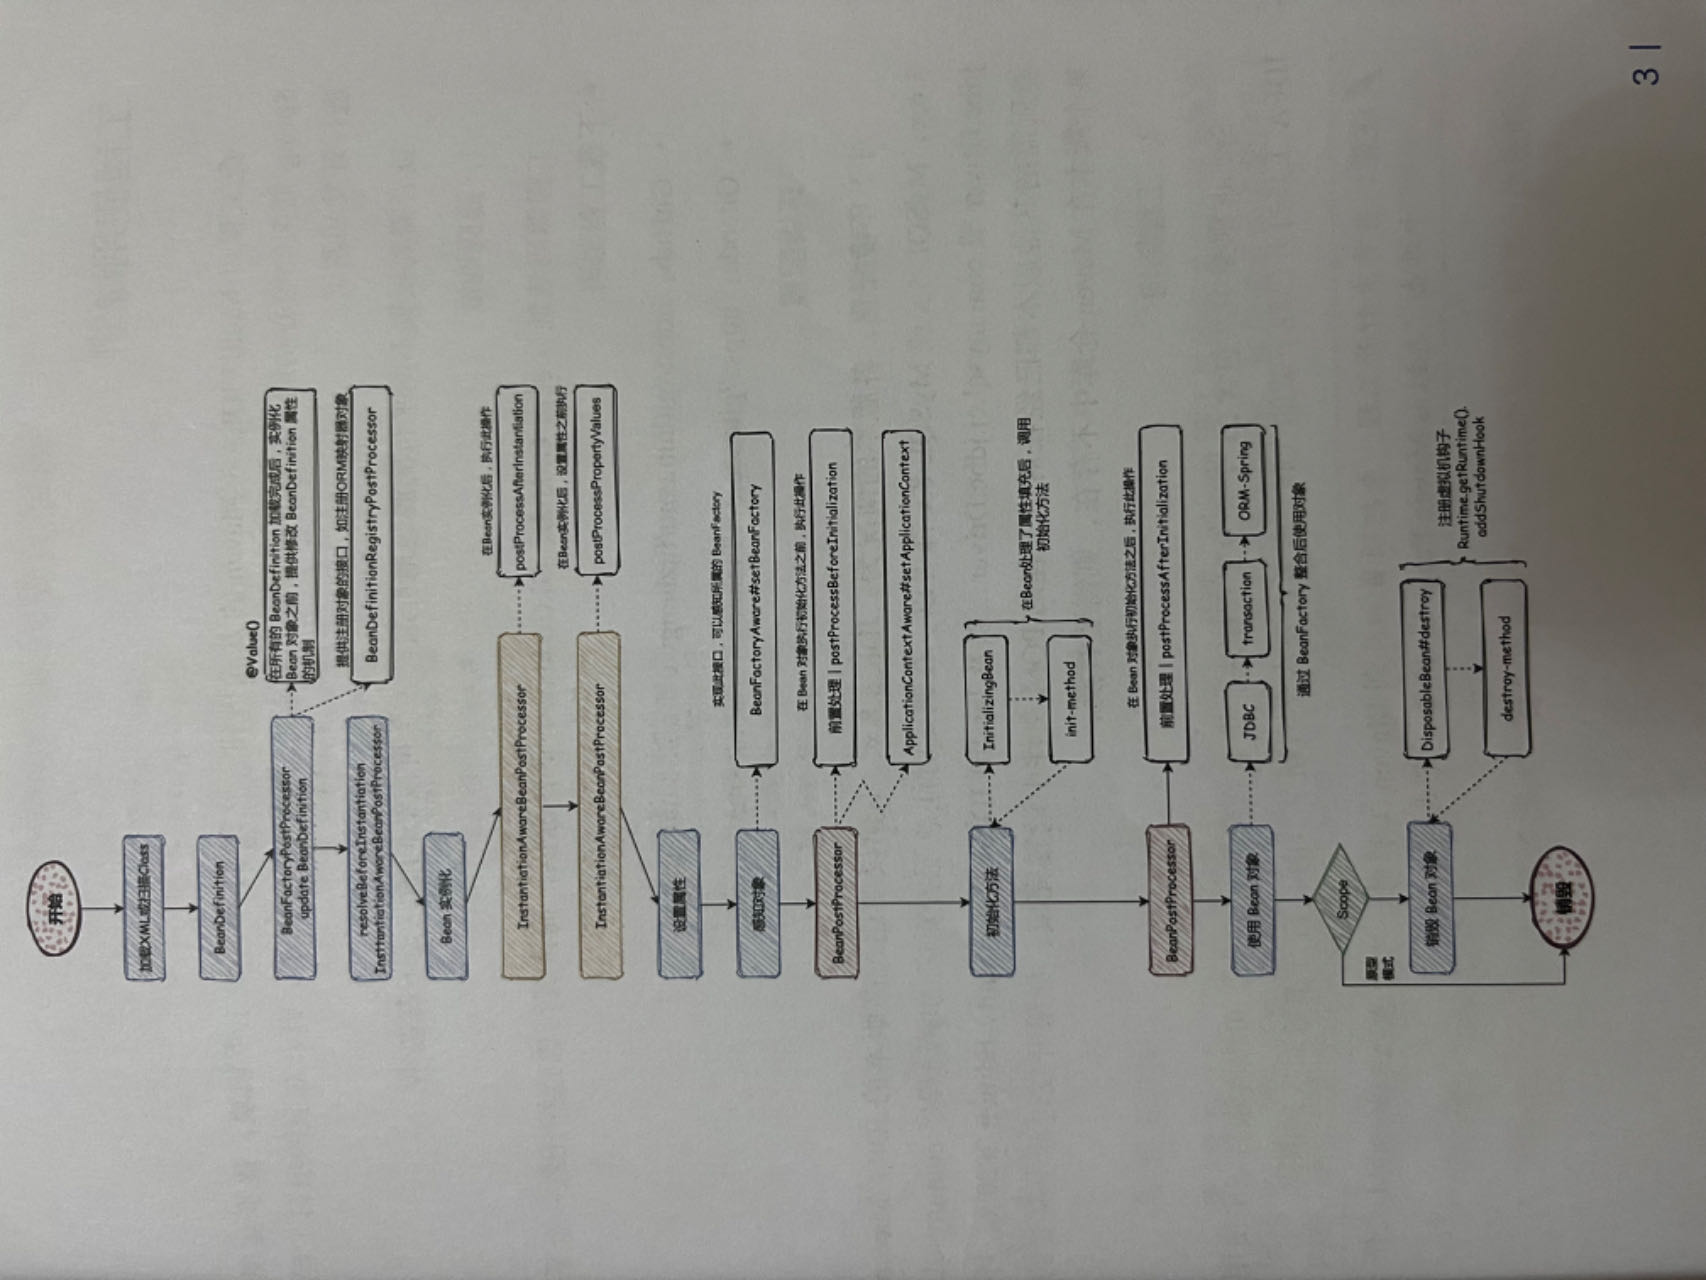 开始
加载XML或扫描Class
BeanDefinition
BeanFactoryPostProcessor
update BeanDefinition
@Value()
在所有的 BeanDefinition 加载完成后，实例化
Bean 对象之前，提供修改 BeanDefinition 属性
的机制
提供注册对象的接口，如注册ORM映射器对象
BeanDefinitionRegistryPostProcessor
resolveBeforeInstantiation
InsttantiationAwareBeanPostProcessor
Bean 实例化
InstantiationAwareBeanPostProcessor
在Bean实例化后，执行此操作
postProcessAfterInstantiation
InstantiationAwareBeanPostProcessor
在Bean实例化后，设置属性之前执行
postProcessPropertyValues
设置属性
感知对象
实现此接口，可以感知所属的 BeanFactory
BeanFactoryAware#setBeanFactory
BeanPostProcessor
在 Bean 对象执行初始化方法之前，执行此操作
前置处理 | postProcessBeforeInitialization
ApplicationContextAware#setApplicationContext
初始化方法
InitializingBean
init-method
在Bean处理了属性填充后，调用
初始化方法
BeanPostProcessor
在 Bean 对象执行初始化方法之后，执行此操作
前置处理 | postProcessAfterInitialization
使用 Bean 对象
JDBC
transaction
ORM-Spring
通过 BeanFactory 整合后使用对象
Scope
原型
模式
销毁 Bean 对象
DisposableBean#destroy
destroy-method
注册虚拟机钩子
Runtime.getRuntime().
addShutdownHook
销毁
3 |